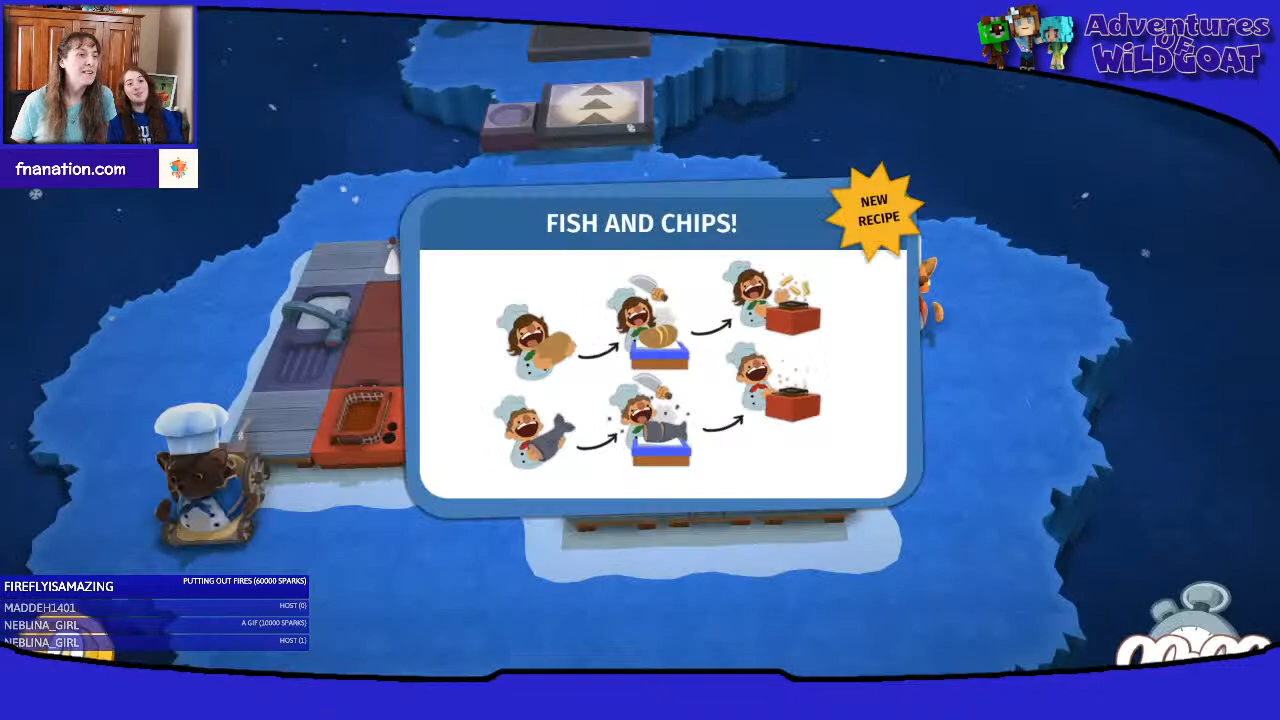 Adventures
OF
WiLDGOAT
fnanation.com
NEW
RECIPE
FISH AND CHIPS!
FIREFLYISAMAZING PUTTING OUT FIRES (60000 SPARKS)
MADDEH1401 HOST (0)
NEBLINA_GIRL A GIF (10000 SPARKS)
NEBLINA_GIRL HOST (1)